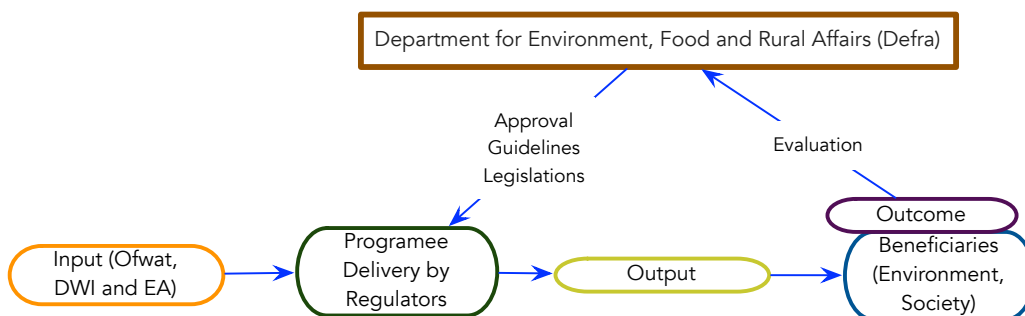 Department for Environment, Food and Rural Affairs (Defra)
Approval
Guidelines
Legislations
Evaluation
Outcome
Input (Ofwat,
DWI and EA)
Programee
Delivery by
Regulators
Output
Beneficiaries
(Environment,
Society)